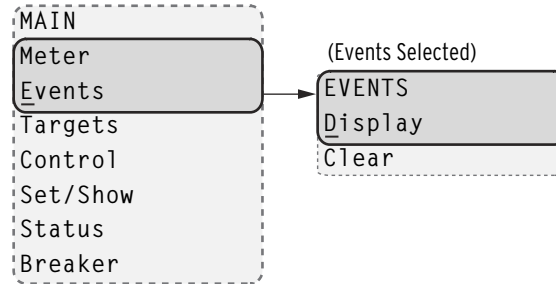 MAIN
Meter
Events
Targets
Control
Set/Show
Status
Breaker
(Events Selected)
EVENTS
Display
Clear